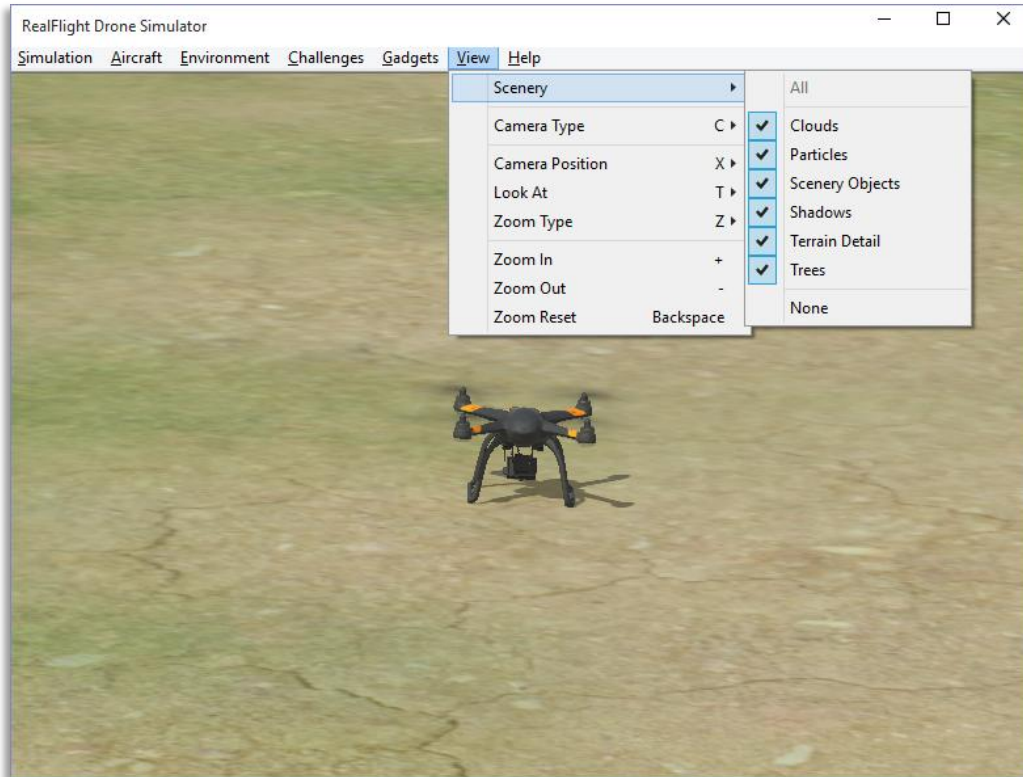 RealFlight Drone Simulator
Simulation Aircraft Environment Challenges Gadgets View Help
Scenery
Camera Type C
Camera Position X
Look At T
Zoom Type Z
Zoom In +
Zoom Out -
Zoom Reset Backspace
All
Clouds
Particles
Scenery Objects
Shadows
Terrain Detail
Trees
None